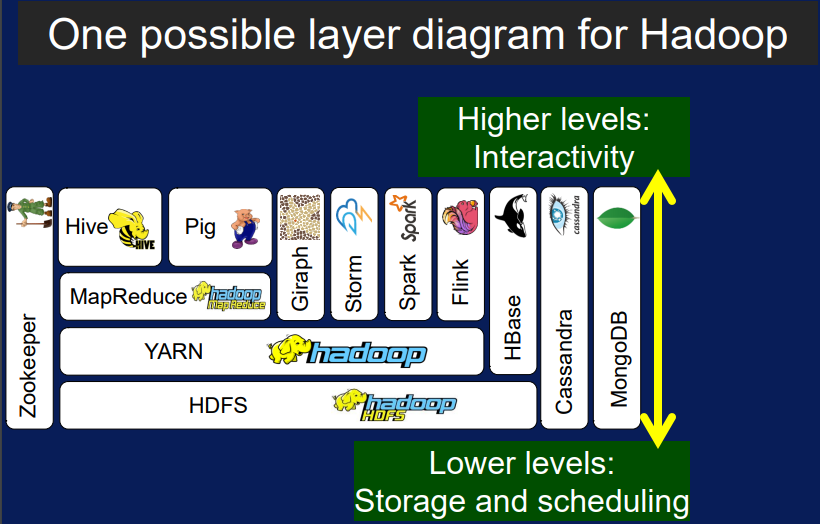 One possible layer diagram for Hadoop
Higher levels:
Interactivity
Zookeeper
Hive
HIVE
Pig
Giraph
Storm
Spark
Spark
Flink
HBase
cassandra
Cassandra
MongoDB
MapReduce
hadoop
MapReduce
YARN
hadoop
HDFS
hadoop
HDFS
Lower levels:
Storage and scheduling